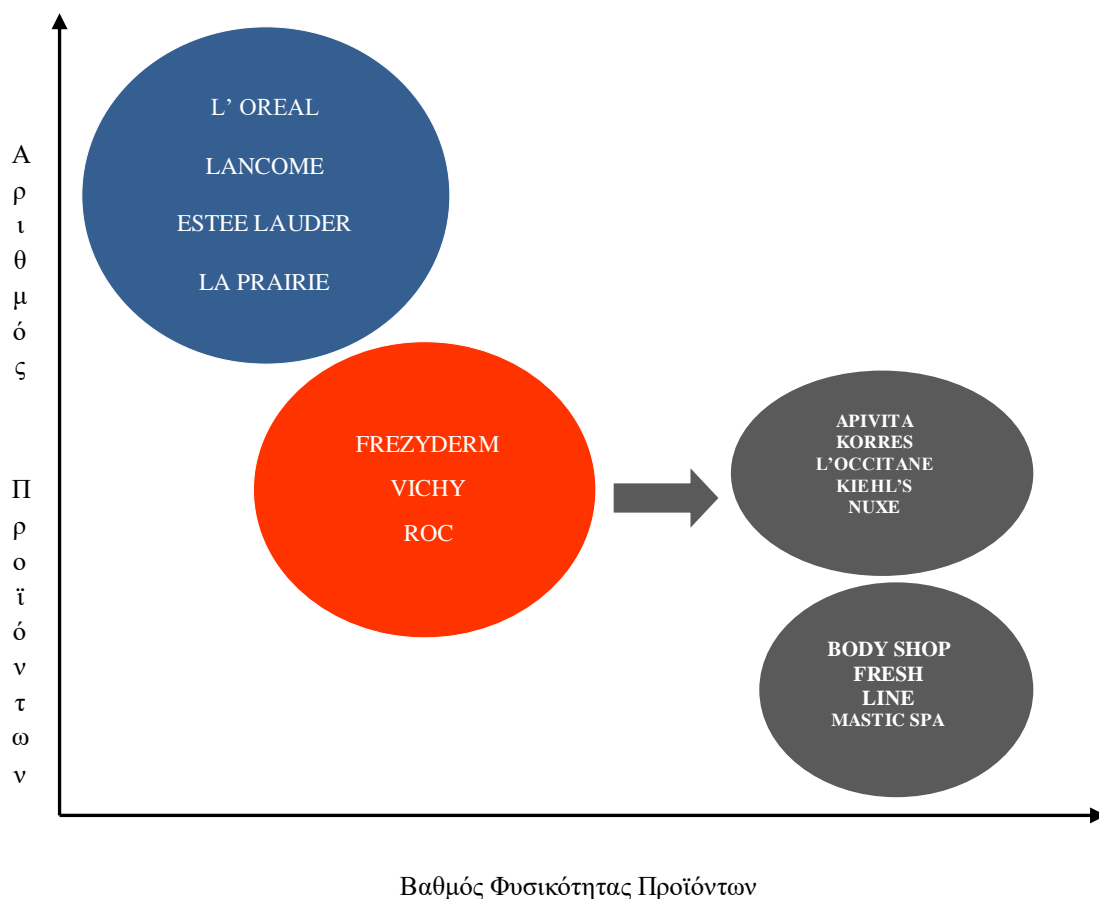 Αριθμός Προϊόντων
L’ OREAL
LANCOME
ESTEE LAUDER
LA PRAIRIE
FREZYDERM
VICHY
ROC
APIVITA
KORRES
L’OCCITANE
KIEHL’S
NUXE
BODY SHOP
FRESH
LINE
MASTIC SPA
Βαθμός Φυσικότητας Προϊόντων